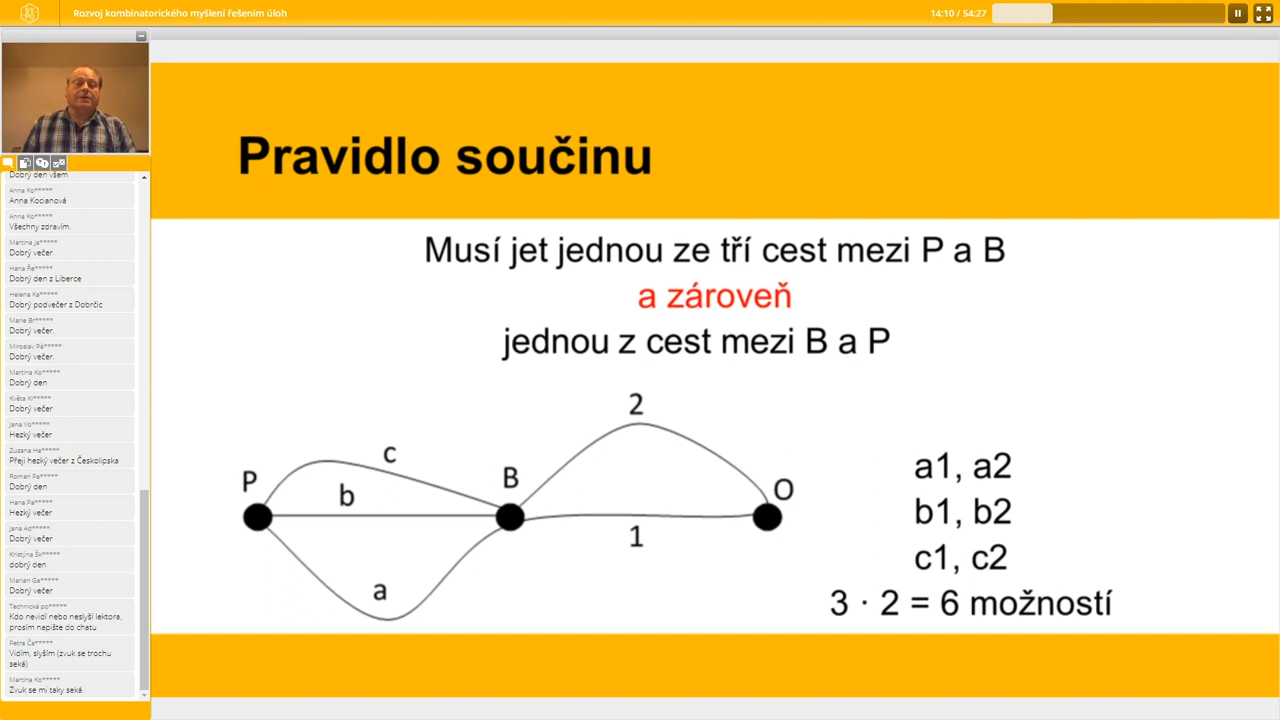 Rozvoj kombinatorického myšlení řešením úloh
14:10 / 54:27
Dobrý den všem
Anna Ko*****
Anna Kocianová
Anna Ko*****
Všechny zdravím.
Martina Ja*****
Dobrý večer
Hana Ře*****
Dobrý den z Liberce
Helena Ka*****
Dobrý podvečer z Dobrčic
Marie Br*****
Dobrý večer.
Miroslav Pá*****
Dobrý večer.
Martina Ko*****
Dobrý den
Květa Kl*****
Dobrý večer
Jana Vo*****
Hezký večer
Zuzana Ha*****
Přeji hezký večer z Českolipska
Roman Pa*****
Dobrý den
Hana Pa*****
Hezký večer
Jana Ad*****
Dobrý večer
Kristýna Šk*****
dobrý den
Marian Ga*****
Dobrý večer
Technická po*****
Kdo nevidí nebo neslyší lektora,
prosím napište do chatu
Petra Ča*****
Vidím, slyším (zvuk se trochu
seká)
Martina Ko*****
Zvuk se mi taky seká.
Pravidlo součinu
Musí jet jednou ze tří cest mezi P a B
a zároveň
jednou z cest mezi B a P
2
c
P
b
B
O
1
a
a1, a2
b1, b2
c1, c2
3 · 2 = 6 možností